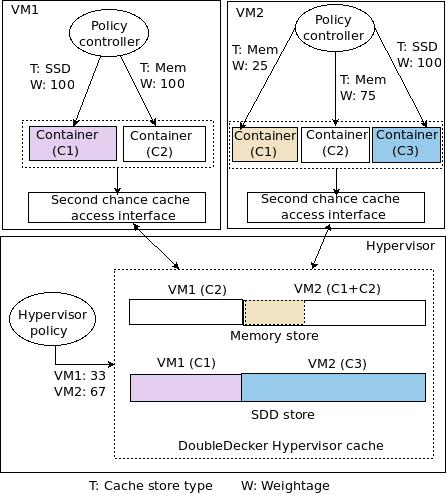 VM1
Policy
controller
T: SSD
W: 100
T: Mem
W: 100
Container
(C1)
Container
(C2)
Second chance cache
access interface
VM2
Policy
controller
T: Mem
W: 25
T: Mem
W: 75
T: SSD
W: 100
Container
(C1)
Container
(C2)
Container
(C3)
Second chance cache
access interface
Hypervisor
Hypervisor
policy
VM1: 33
VM2: 67
VM1 (C2)
VM2 (C1+C2)
Memory store
VM1 (C1)
VM2 (C3)
SDD store
DoubleDecker Hypervisor cache
T: Cache store type
W: Weightage